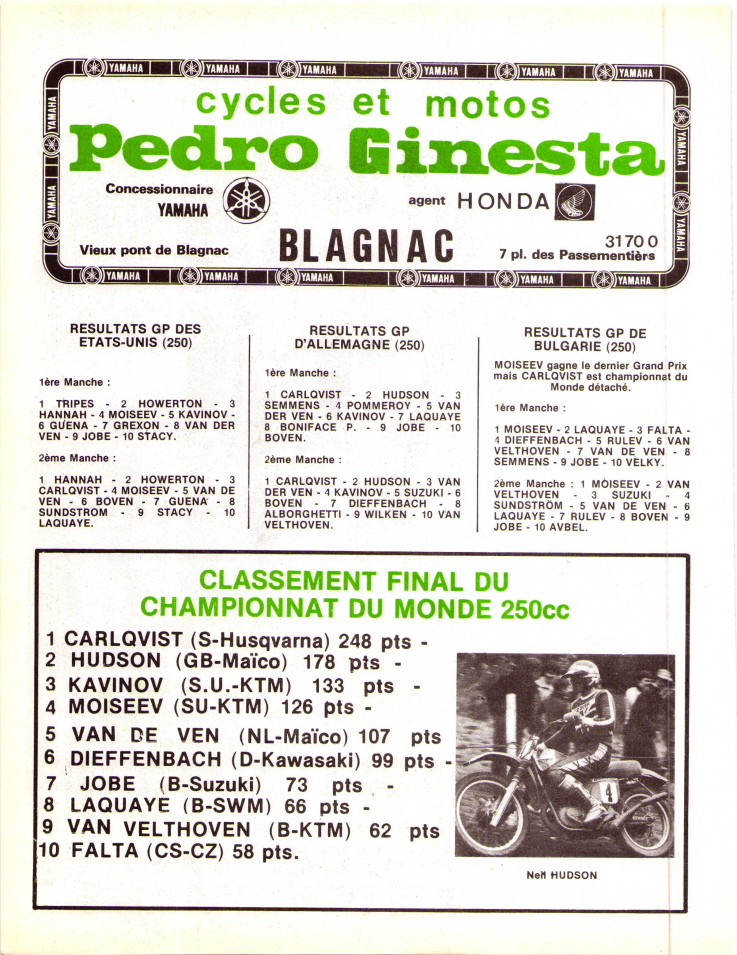 YAMAHA YAMAHA YAMAHA YAMAHA YAMAHA YAMAHA
YAMAHA
YAMAHA
YAMAHA
YAMAHA
cycles et motos
Pedro Ginesta
Concessionnaire
YAMAHA
agent HONDA
Vieux pont de Blagnac
BLAGNAC
31700
7 pl. des Passementièrs
YAMAHA YAMAHA YAMAHA YAMAHA YAMAHA YAMAHA
RESULTATS GP DES
ETATS-UNIS (250)
1ère Manche :
1 TRIPES - 2 HOWERTON - 3
HANNAH - 4 MOISEEV - 5 KAVINOV -
6 GUENA - 7 GREXON - 8 VAN DER
VEN - 9 JOBE - 10 STACY.
2ème Manche :
1 HANNAH - 2 HOWERTON - 3
CARLQVIST - 4 MOISEEV - 5 VAN DE
VEN - 6 BOVEN - 7 GUENA - 8
SUNDSTROM - 9 STACY - 10
LAQUAYE.
RESULTATS GP
D'ALLEMAGNE (250)
1ère Manche :
1 CARLQVIST - 2 HUDSON - 3
SEMMENS - 4 POMMEROY - 5 VAN
DER VEN - 6 KAVINOV - 7 LAQUAYE
8 BONIFACE P. - 9 JOBE - 10
BOVEN.
2ème Manche :
1 CARLQVIST - 2 HUDSON - 3 VAN
DER VEN - 4 KAVINOV - 5 SUZUKI - 6
BOVEN - 7 DIEFFENBACH - 8
ALBORGHETTI - 9 WILKEN - 10 VAN
VELTHOVEN.
RESULTATS GP DE
BULGARIE (250)
MOISEEV gagne le dernier Grand Prix
mais CARLQVIST est championnat du
Monde détaché.
1ère Manche :
1 MOISEEV - 2 LAQUAYE - 3 FALTA -
4 DIEFFENBACH - 5 RULEV - 6 VAN
VELTHOVEN - 7 VAN DE VEN - 8
SEMMENS - 9 JOBE - 10 VELKY.
2ème Manche : 1 MOISEEV - 2 VAN
VELTHOVEN - 3 SUZUKI - 4
SUNDSTRÖM - 5 VAN DE VEN - 6
LAQUAYE - 7 RULEV - 8 BOVEN - 9
JOBE - 10 AVBEL.
CLASSEMENT FINAL DU
CHAMPIONNAT DU MONDE 250cc
1 CARLQVIST (S-Husqvarna) 248 pts -
2 HUDSON (GB-Maïco) 178 pts -
3 KAVINOV (S.U.-KTM) 133 pts -
4 MOISEEV (SU-KTM) 126 pts -
5 VAN DE VEN (NL-Maïco) 107 pts
6 DIEFFENBACH (D-Kawasaki) 99 pts -
7 JOBE (B-Suzuki) 73 pts -
8 LAQUAYE (B-SWM) 66 pts -
9 VAN VELTHOVEN (B-KTM) 62 pts
10 FALTA (CS-CZ) 58 pts.
4
Neil HUDSON